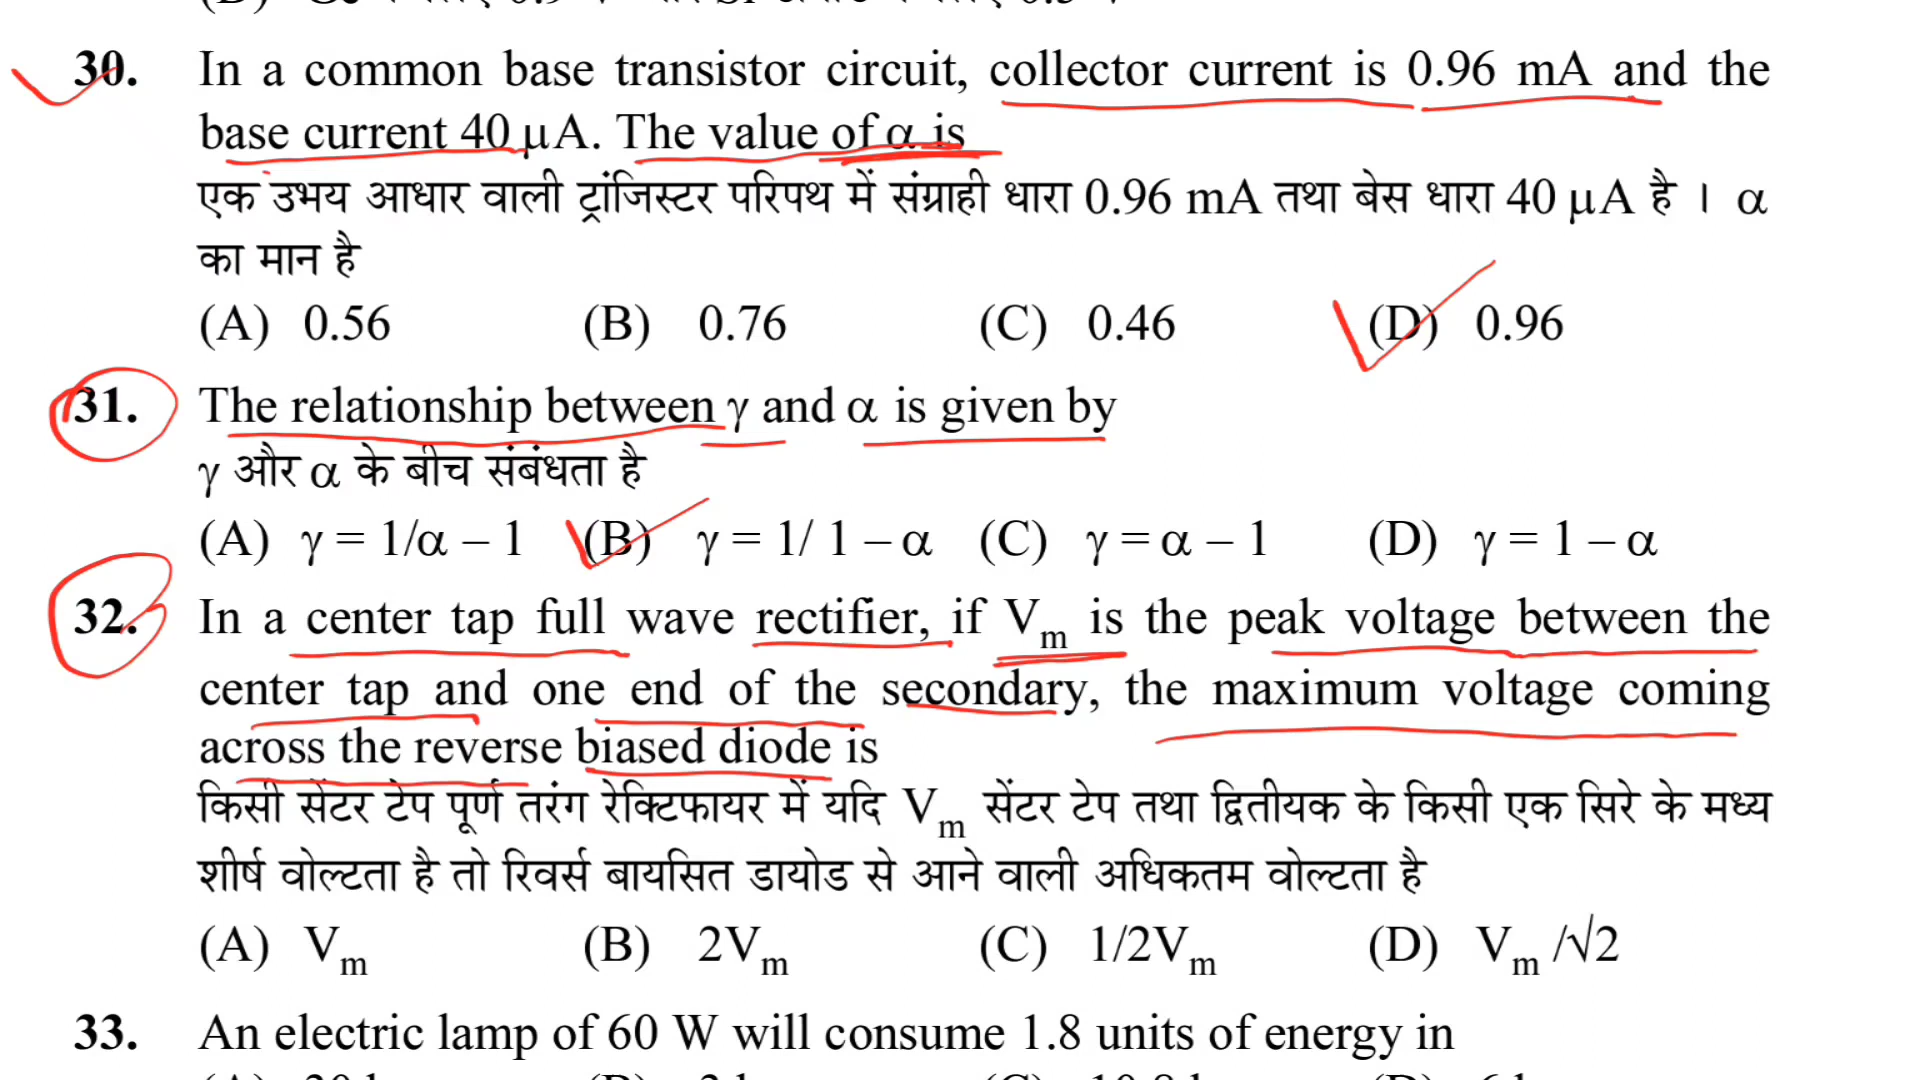 30. In a common base transistor circuit, collector current is 0.96 mA and the
base current 40 μA. The value of α is
एक उभय आधार वाली ट्रांजिस्टर परिपथ में संग्राही धारा 0.96 mA तथा बेस धारा 40 μA है । α
का मान है
(A) 0.56 (B) 0.76 (C) 0.46 (D) 0.96
31. The relationship between γ and α is given by
γ और α के बीच संबंधता है
(A) γ = 1/α – 1 (B) γ = 1/ 1 – α (C) γ = α – 1 (D) γ = 1 – α
32. In a center tap full wave rectifier, if Vm is the peak voltage between the
center tap and one end of the secondary, the maximum voltage coming
across the reverse biased diode is
किसी सेंटर टेप पूर्ण तरंग रेक्टिफायर में यदि Vm सेंटर टेप तथा द्वितीयक के किसी एक सिरे के मध्य
शीर्ष वोल्टता है तो रिवर्स बायसित डायोड से आने वाली अधिकतम वोल्टता है
(A) Vm (B) 2Vm (C) 1/2Vm (D) Vm /√2
33. An electric lamp of 60 W will consume 1.8 units of energy in